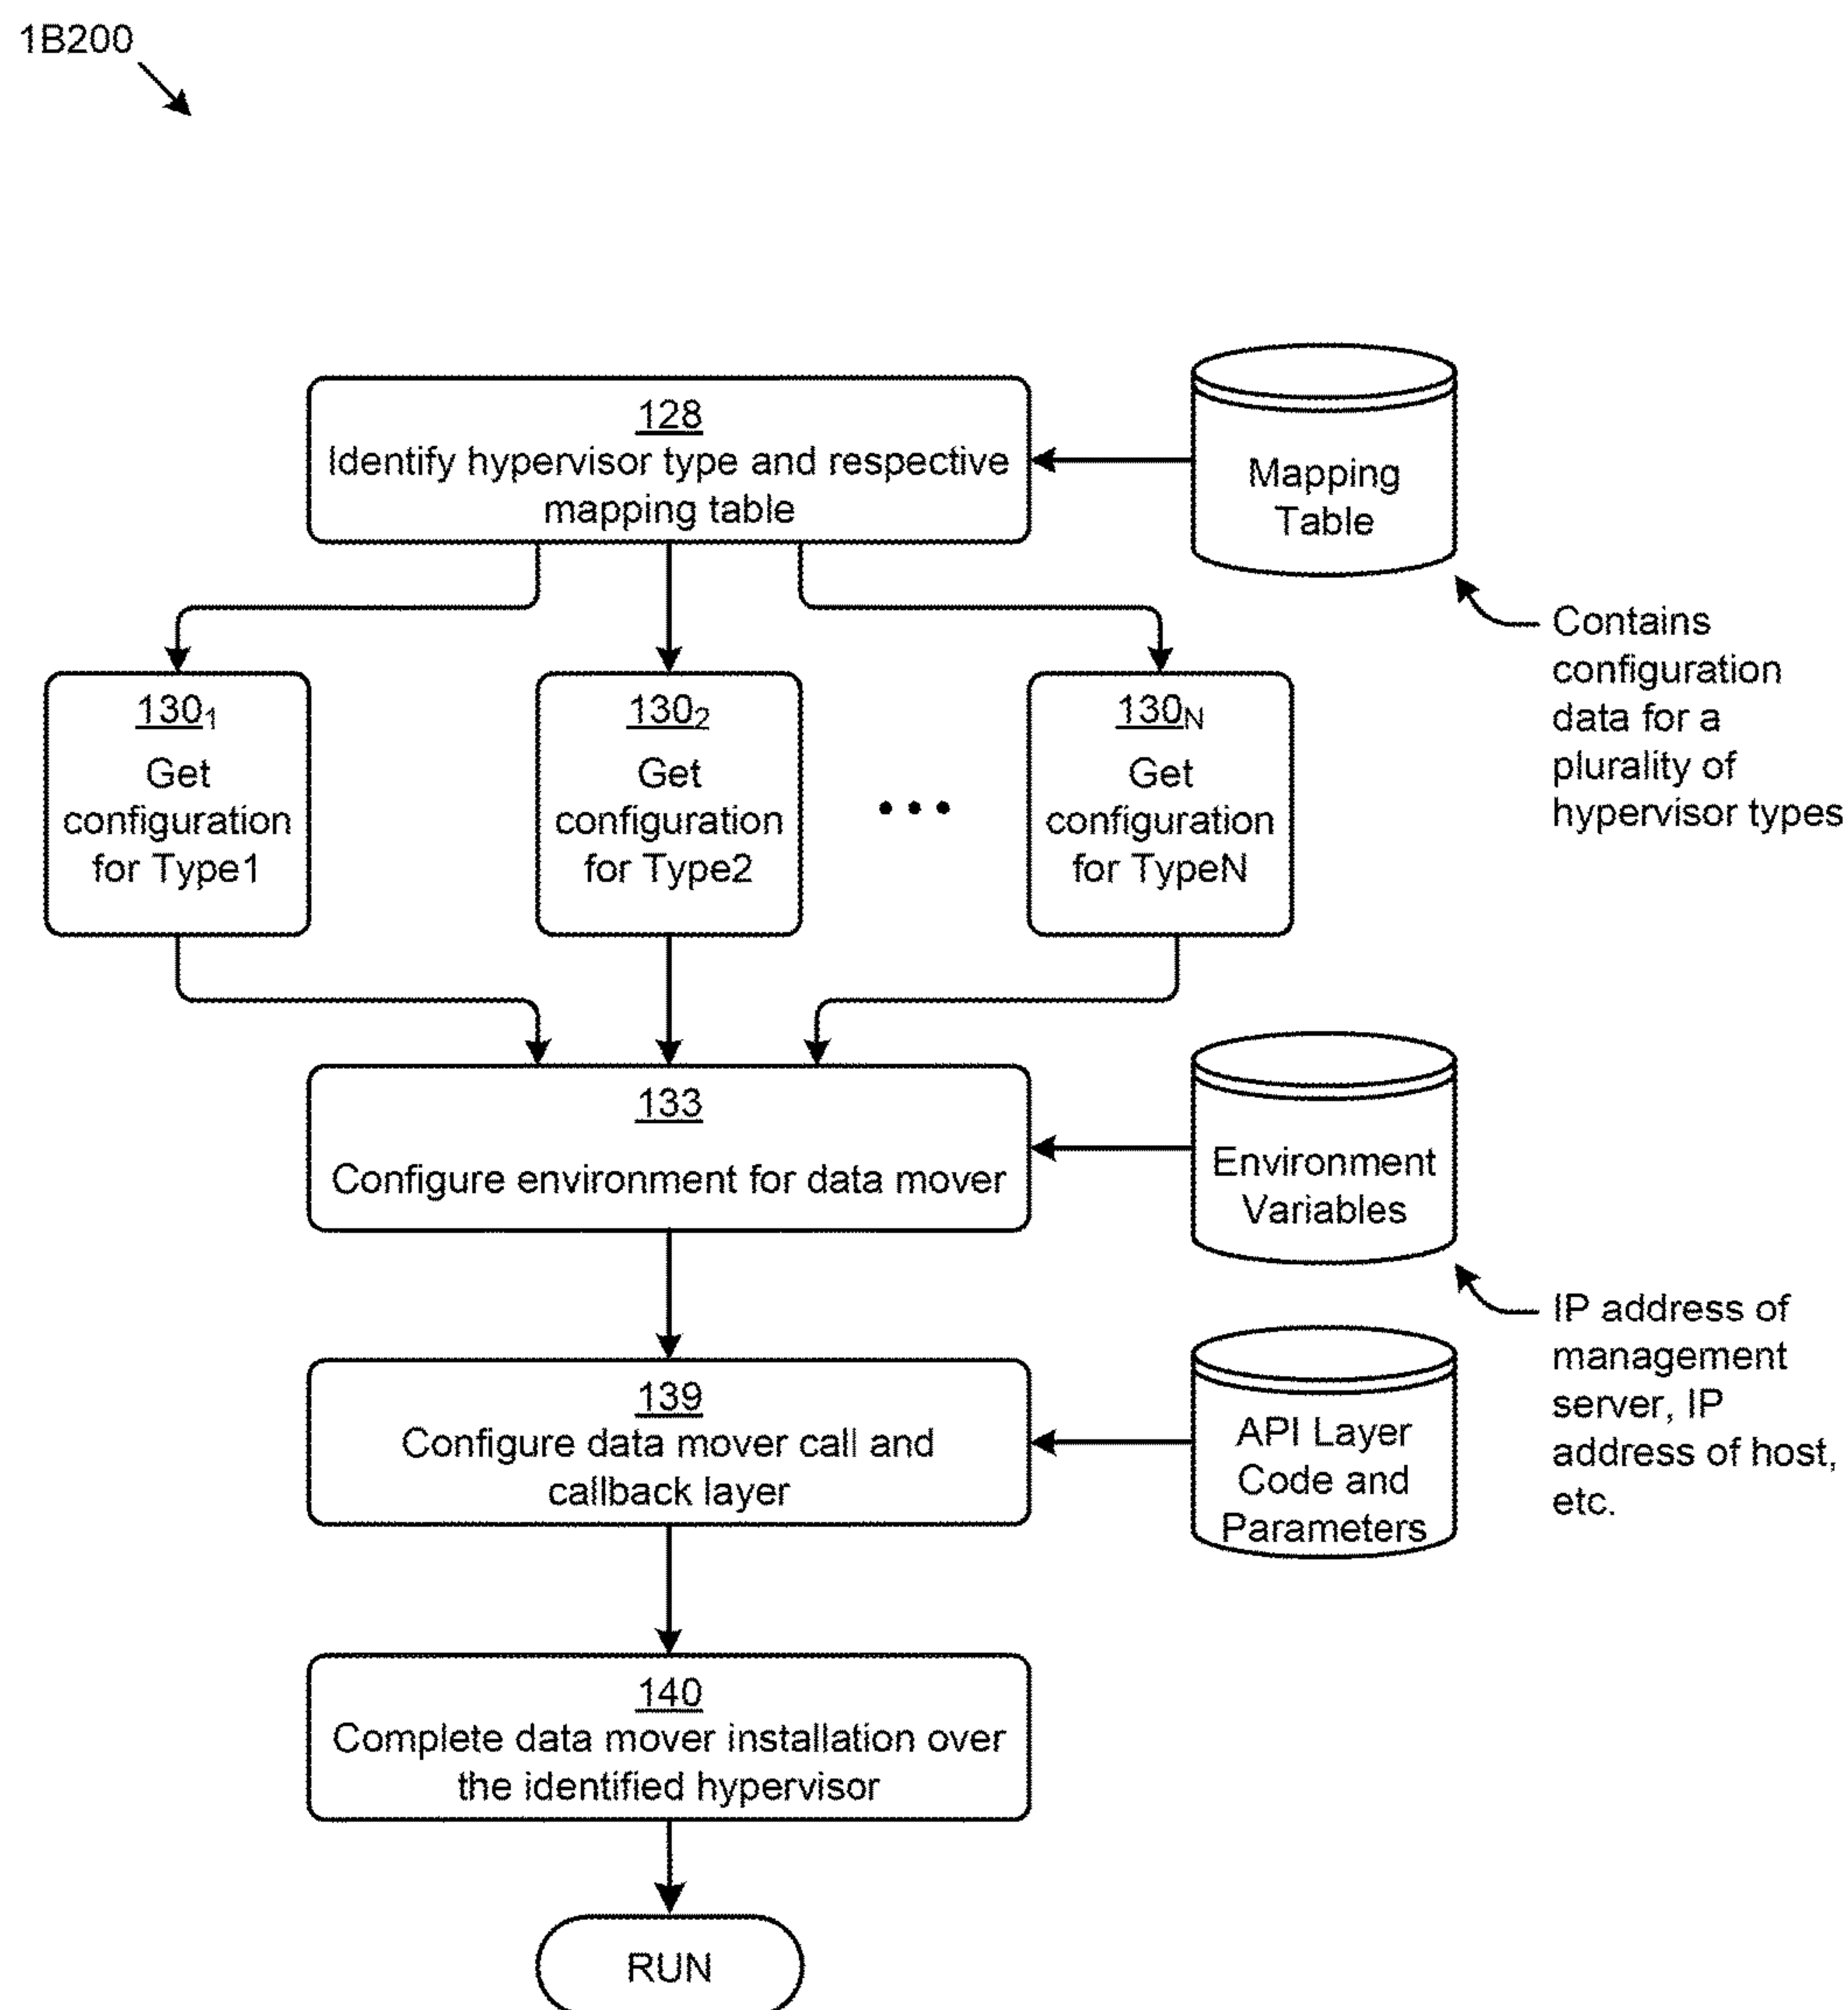 1B200
128
Identify hypervisor type and respective
mapping table
Mapping
Table
Contains
configuration
data for a
plurality of
hypervisor types
130₁
Get
configuration
for Type1
130₂
Get
configuration
for Type2
•••
130N
Get
configuration
for TypeN
133
Configure environment for data mover
Environment
Variables
IP address of
management
server, IP
address of host,
etc.
139
Configure data mover call and
callback layer
API Layer
Code and
Parameters
140
Complete data mover installation over
the identified hypervisor
RUN